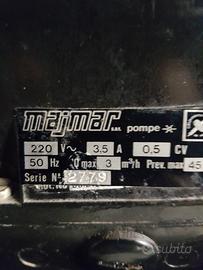 majmar s.n.c. pompe
220 V~ 3.5 A 0.5 CV
50 Hz Q max 3 m³/h Prev. max 45
Serie N° 2779
subito